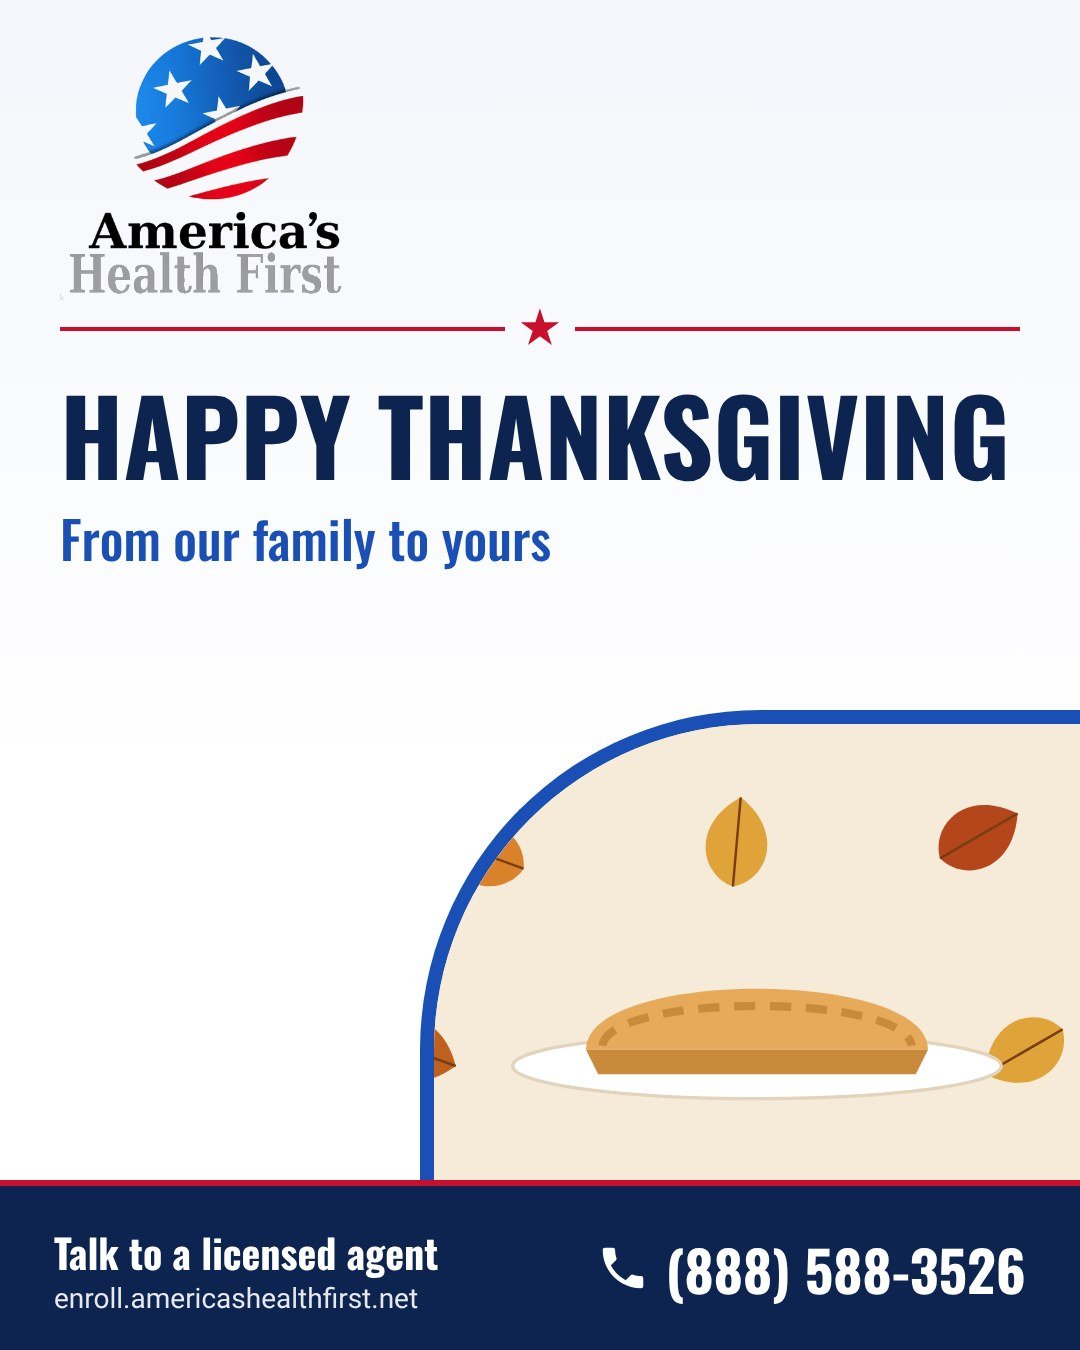 America’s
Health First
HAPPY THANKSGIVING
From our family to yours
Talk to a licensed agent
enroll.americashealthfirst.net
(888) 588-3526